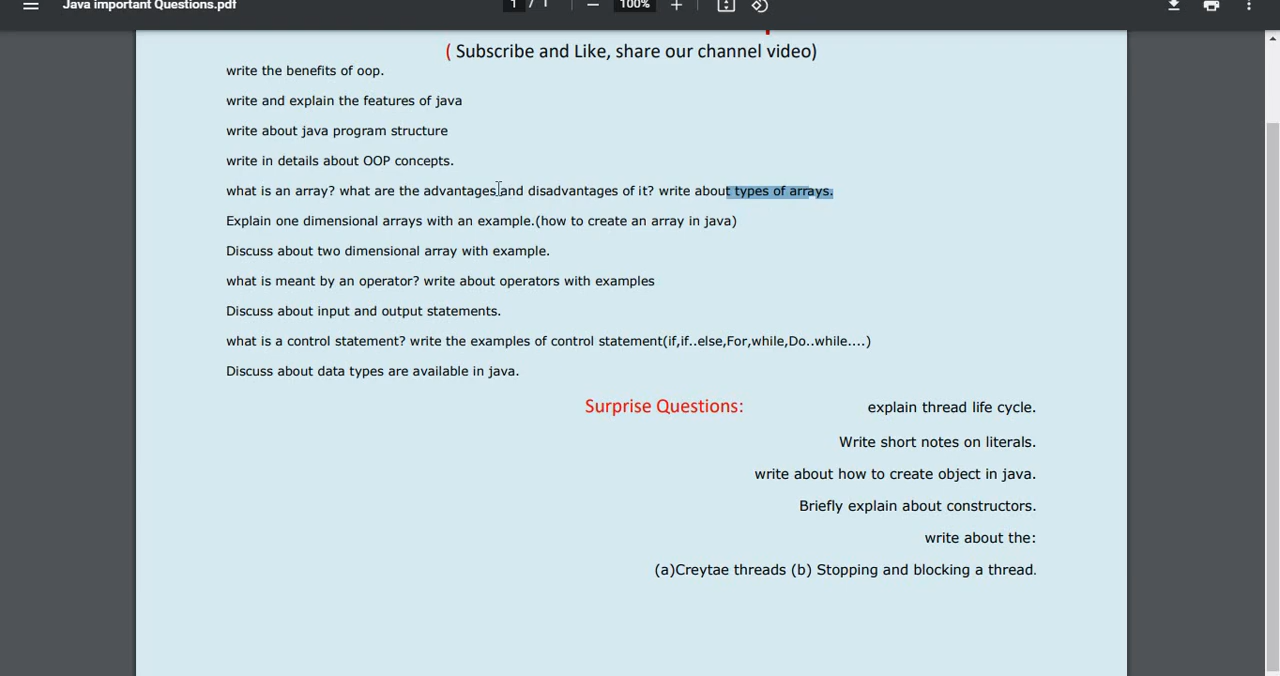 Java important Questions.pdf
1 / 1
100%
( Subscribe and Like, share our channel video)
write the benefits of oop.
write and explain the features of java
write about java program structure
write in details about OOP concepts.
what is an array? what are the advantages and disadvantages of it? write about types of arrays.
Explain one dimensional arrays with an example.(how to create an array in java)
Discuss about two dimensional array with example.
what is meant by an operator? write about operators with examples
Discuss about input and output statements.
what is a control statement? write the examples of control statement(if,if..else,For,while,Do..while....)
Discuss about data types are available in java.
Surprise Questions: explain thread life cycle.
Write short notes on literals.
write about how to create object in java.
Briefly explain about constructors.
write about the:
(a)Creytae threads (b) Stopping and blocking a thread.